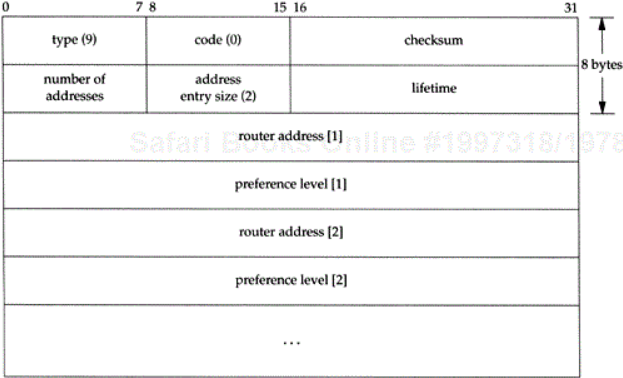 0 7 8 15 16 31
type (9) code (0) checksum
8 bytes
number of addresses
address entry size (2)
lifetime
router address [1]
Safari Books Online #1997318/1978
preference level [1]
router address [2]
preference level [2]
...